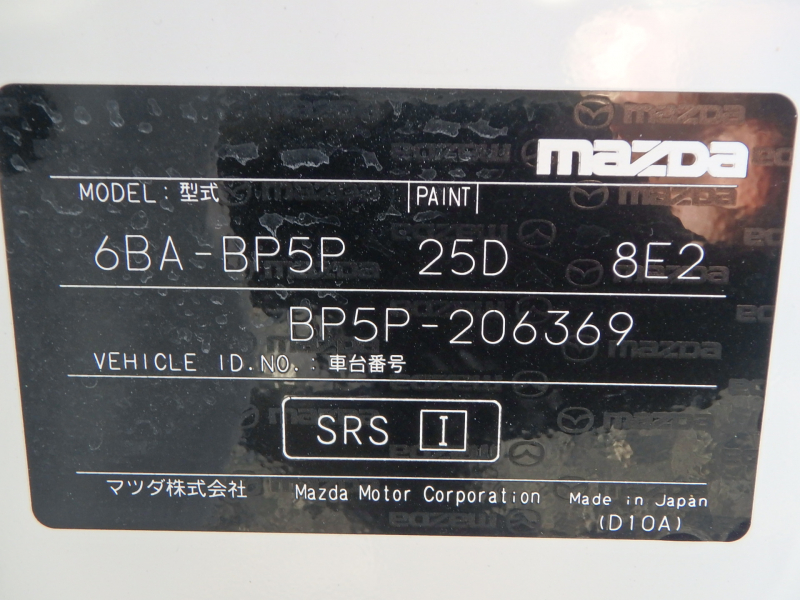 mazda
MODEL : 型式 PAINT
6BA-BP5P 25D 8E2
BP5P-206369
VEHICLE ID.NO. : 車台番号
SRS I
マツダ株式会社 Mazda Motor Corporation Made in Japan
(D10A)